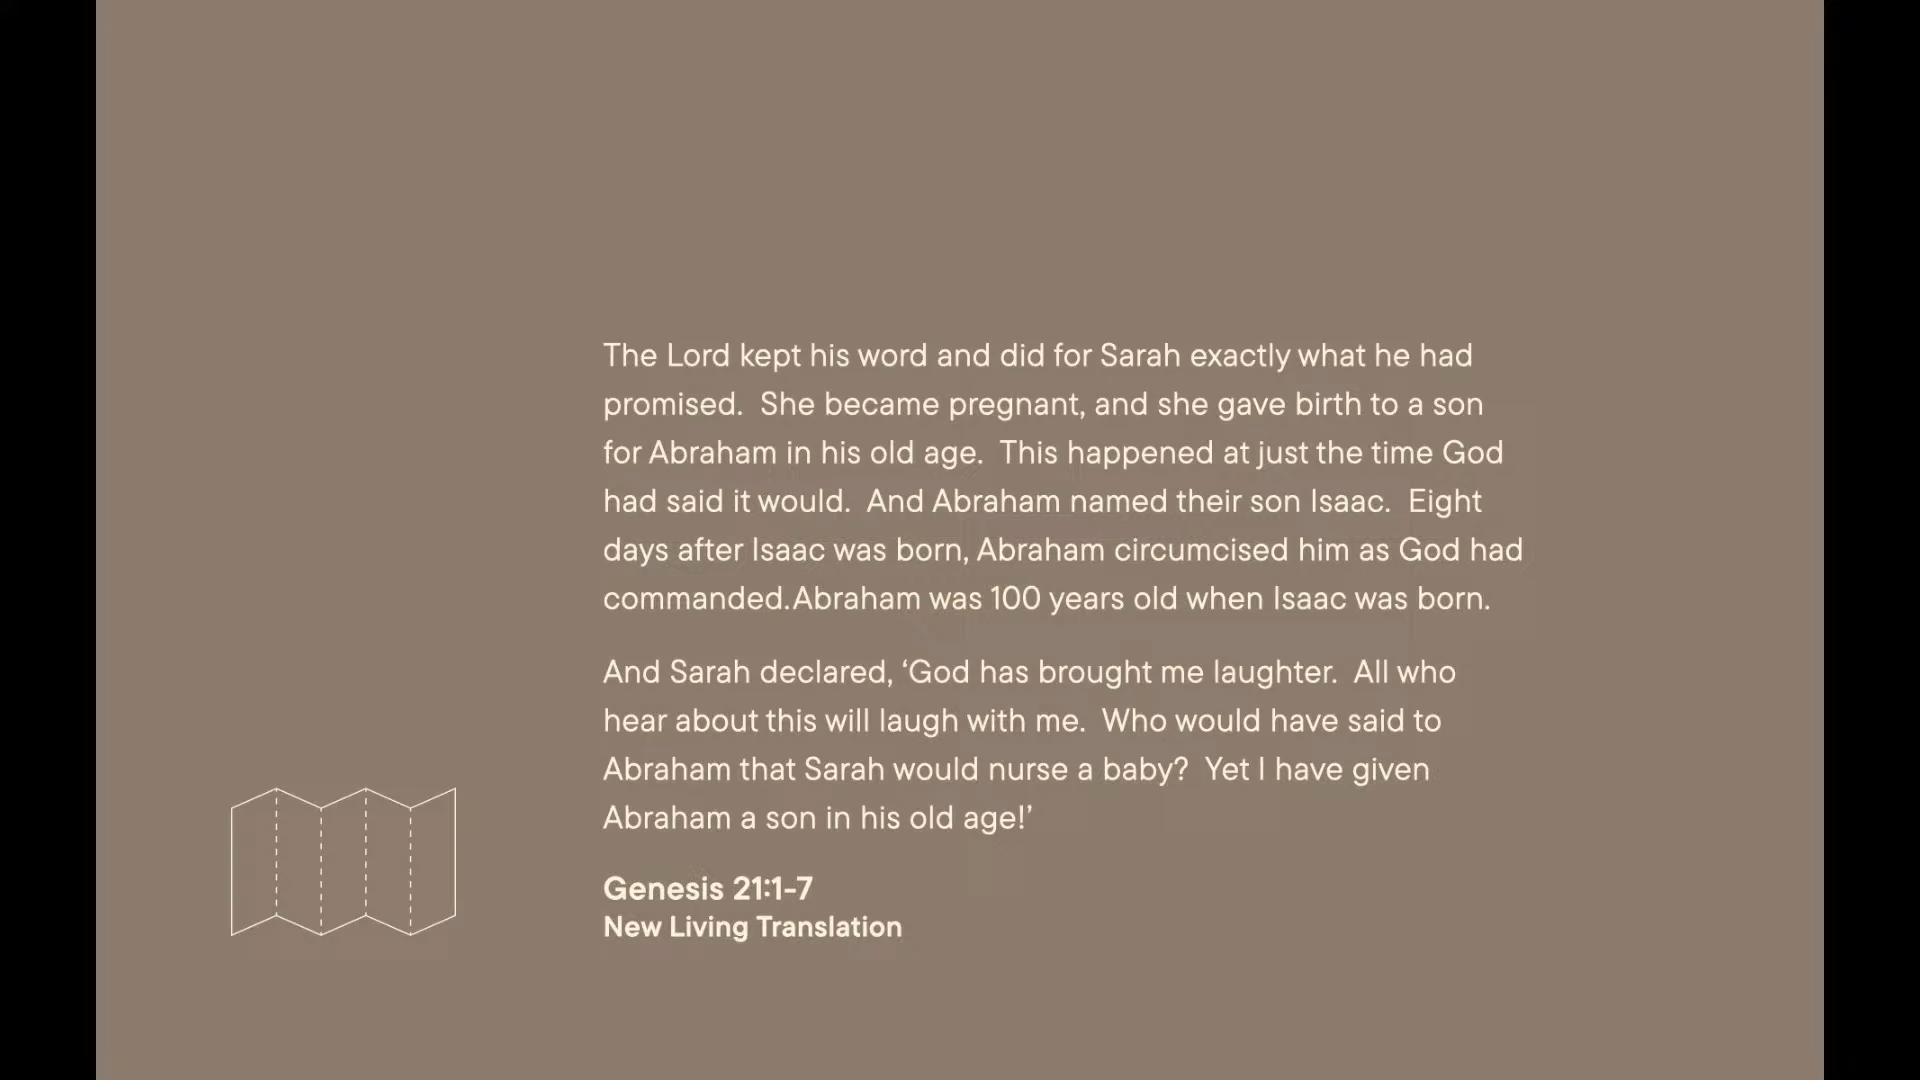 The Lord kept his word and did for Sarah exactly what he had
promised.  She became pregnant, and she gave birth to a son
for Abraham in his old age.  This happened at just the time God
had said it would.  And Abraham named their son Isaac.  Eight
days after Isaac was born, Abraham circumcised him as God had
commanded.Abraham was 100 years old when Isaac was born.
And Sarah declared, ‘God has brought me laughter.  All who
hear about this will laugh with me.  Who would have said to
Abraham that Sarah would nurse a baby?  Yet I have given
Abraham a son in his old age!’
Genesis 21:1-7
New Living Translation